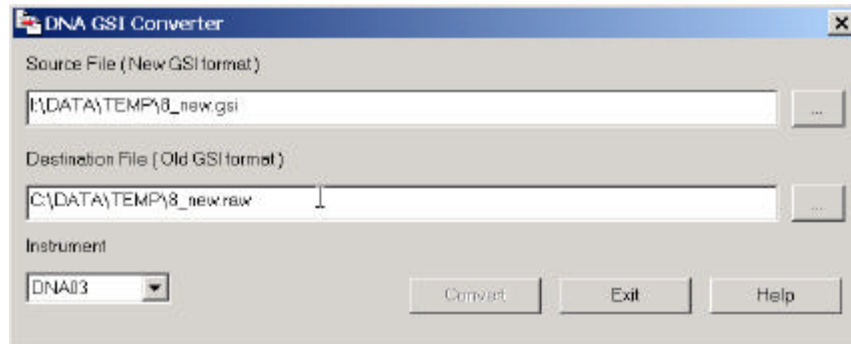 DNA GSI Converter
Source File (New GSI format)
I:\DATA\TEMP\8_new.gsi
...
Destination File (Old GSI format)
C:\DATA\TEMP\8_new.raw
...
Instrument
DNA03
Convert
Exit
Help